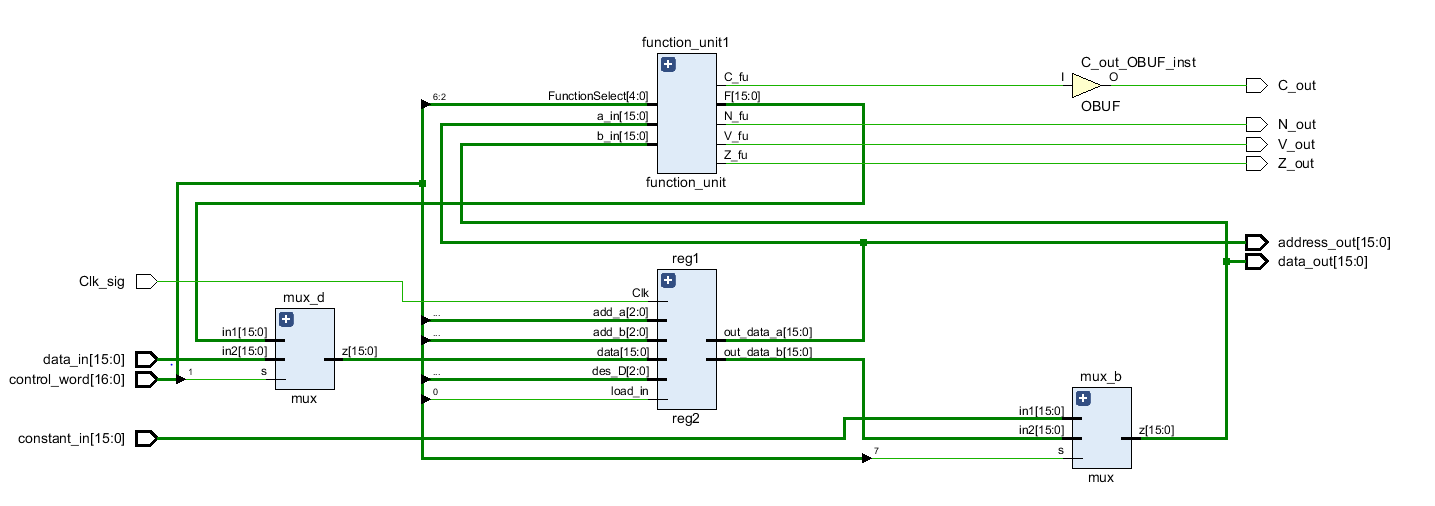 function_unit1
C_fu
F[15:0]
N_fu
V_fu
Z_fu
6:2
FunctionSelect[4:0]
a_in[15:0]
b_in[15:0]
function_unit
C_out_OBUF_inst
I
O
OBUF
C_out
N_out
V_out
Z_out
address_out[15:0]
data_out[15:0]
Clk_sig
reg1
Clk
...
add_a[2:0]
...
add_b[2:0]
data[15:0]
...
des_D[2:0]
0
load_in
out_data_a[15:0]
out_data_b[15:0]
reg2
mux_d
in1[15:0]
in2[15:0]
s
z[15:0]
mux
data_in[15:0]
control_word[16:0]
1
constant_in[15:0]
mux_b
in1[15:0]
in2[15:0]
7
s
z[15:0]
mux